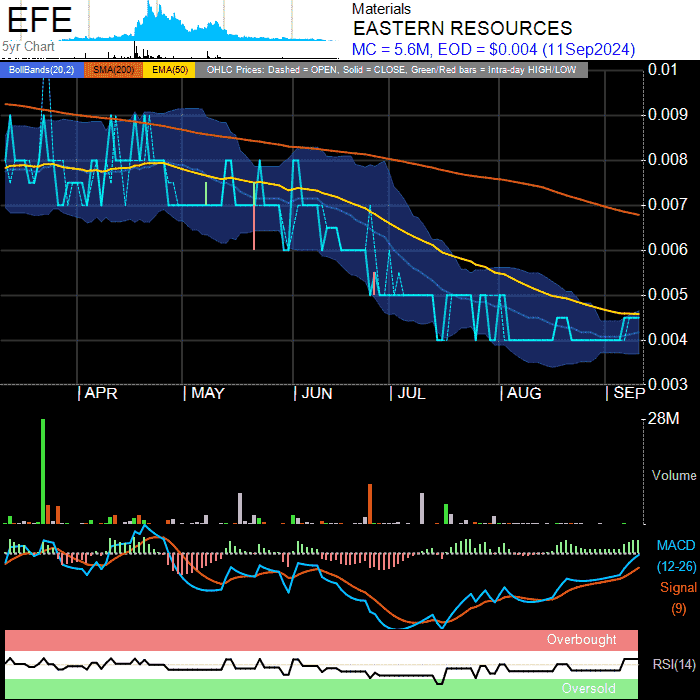 EFE
5yr Chart
Materials
EASTERN RESOURCES
MC = 5.6M, EOD = $0.004 (11Sep2024)
BollBands(20,2) SMA(200) EMA(50) OHLC Prices: Dashed = OPEN, Solid = CLOSE, Green/Red bars = Intra-day HIGH/LOW
0.01
0.009
0.008
0.007
0.006
0.005
0.004
0.003
APR MAY JUN JUL AUG SEP
28M
Volume
MACD
(12-26)
Signal
(9)
Overbought
RSI(14)
Oversold